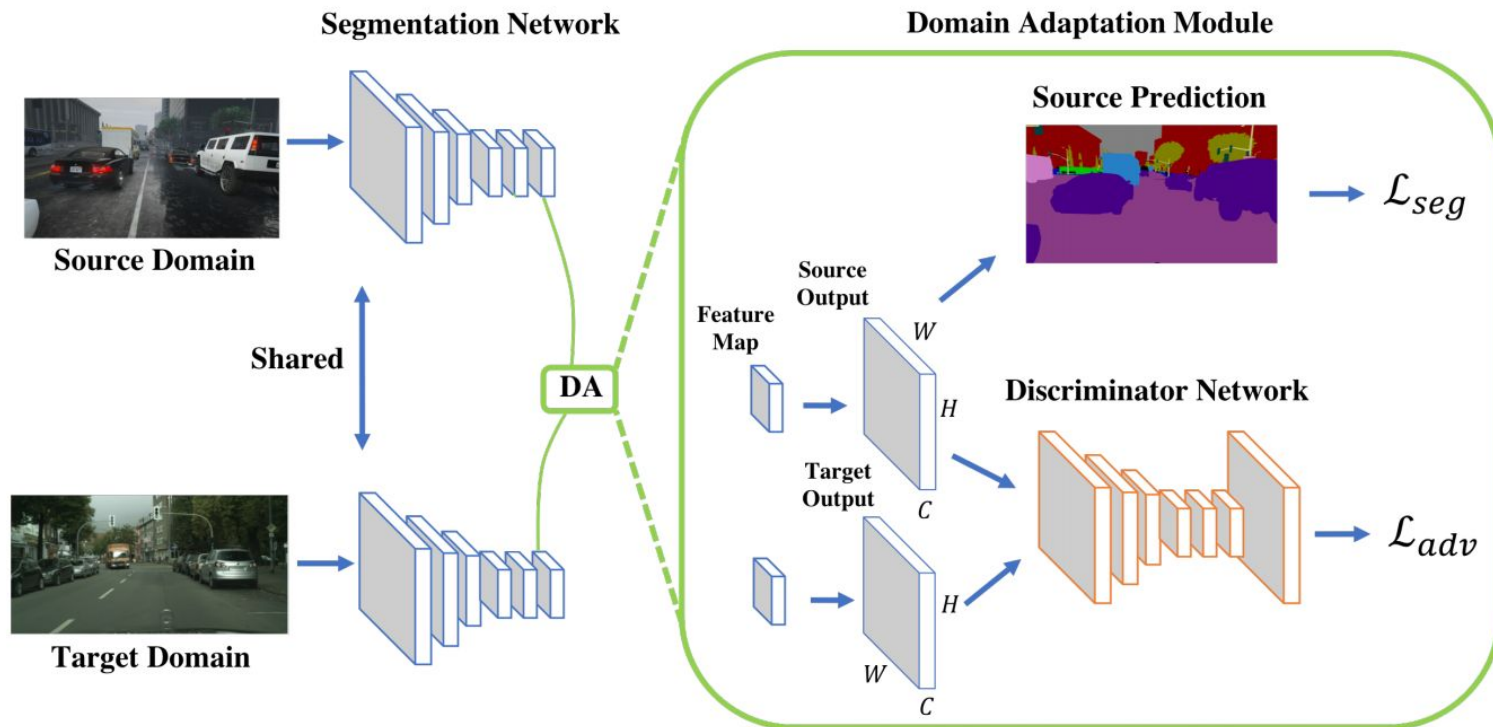 Segmentation Network
Domain Adaptation Module
Source Domain
Shared
Target Domain
DA
Source Prediction
ℒ_seg
Source
Output
Feature
Map
W
H
C
Discriminator Network
Target
Output
H
W
C
ℒ_adv